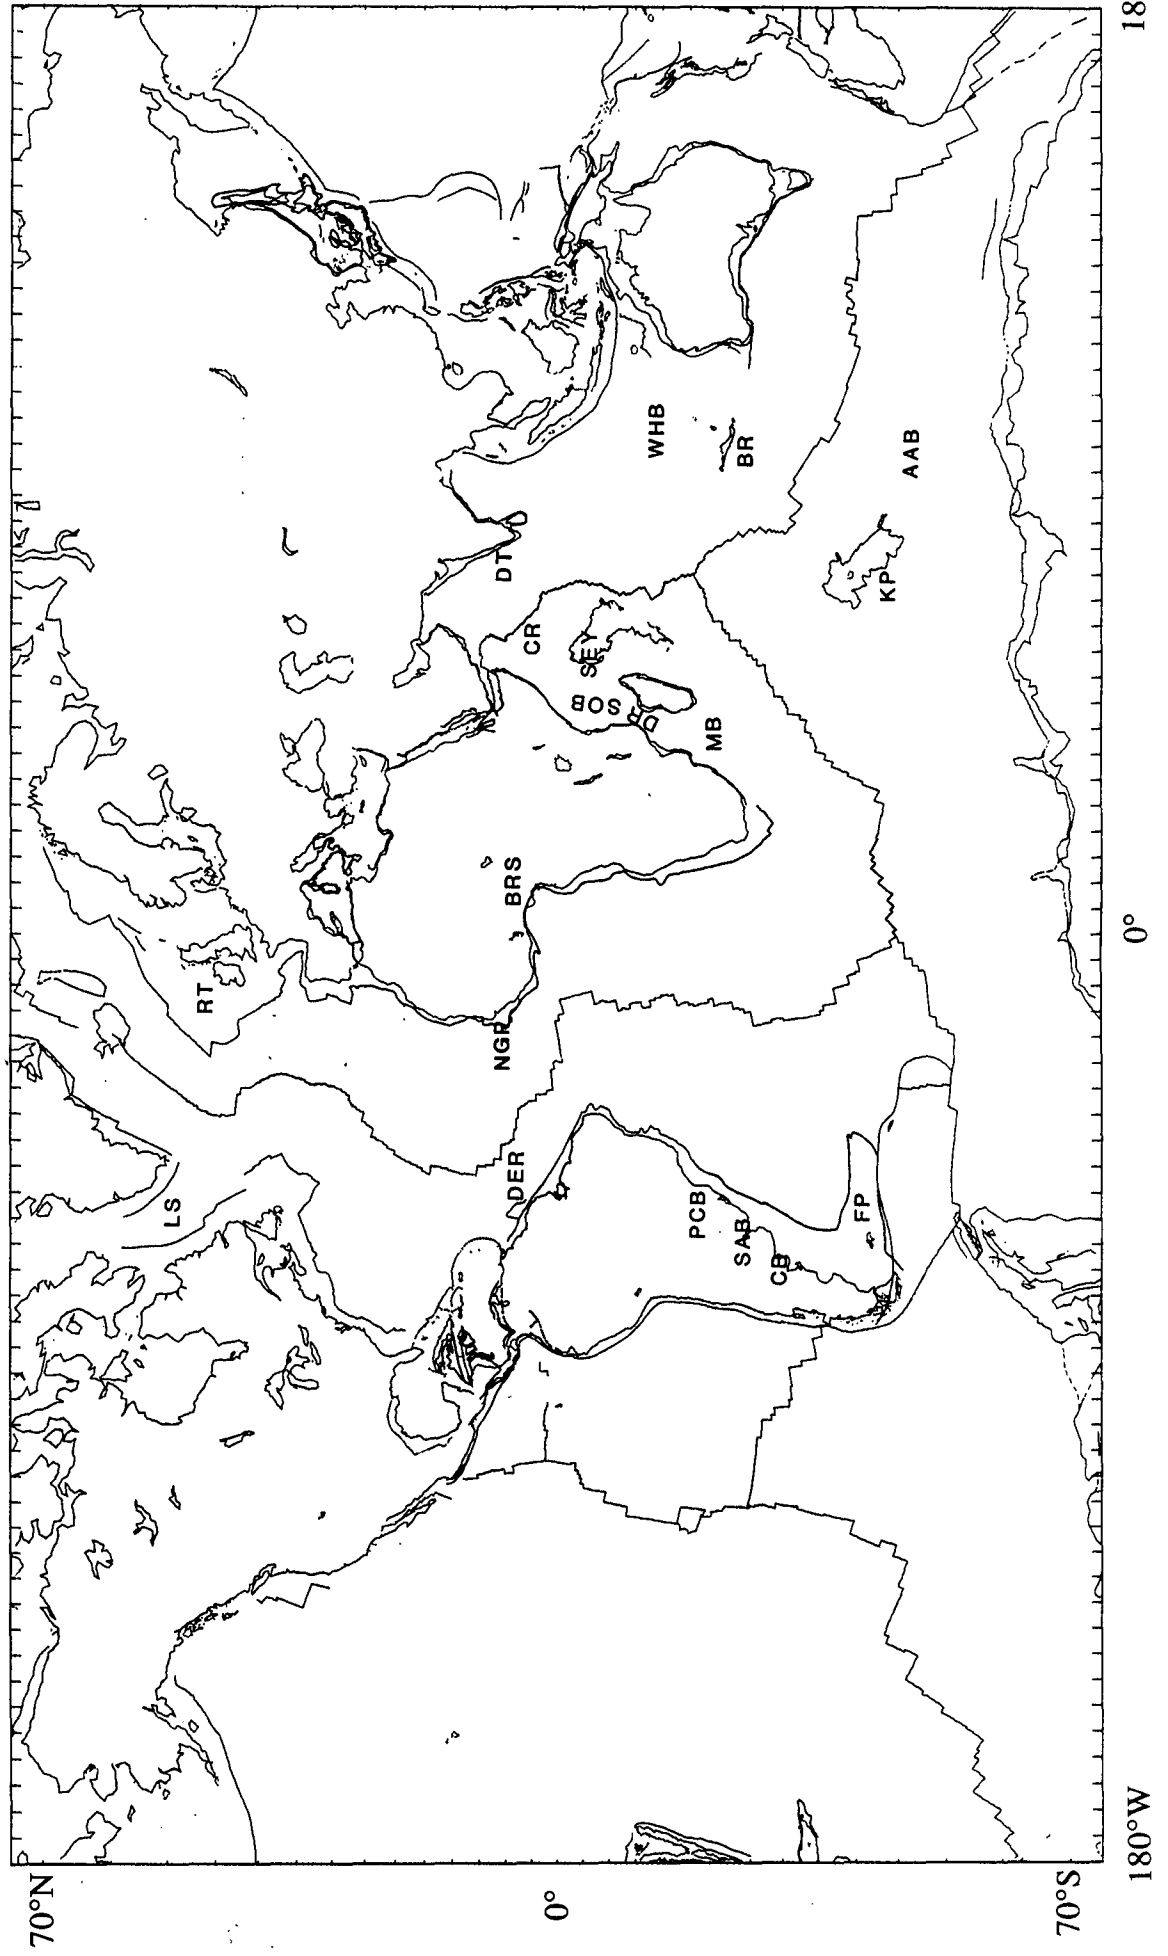 70°N
0°
70°S
180°W
0°
18
LS
RT
DER
NGR
BRS
DT
CR
SEY
SOB
DR
MB
WHB
BR
PCB
SAB
CB
FP
KP
AAB